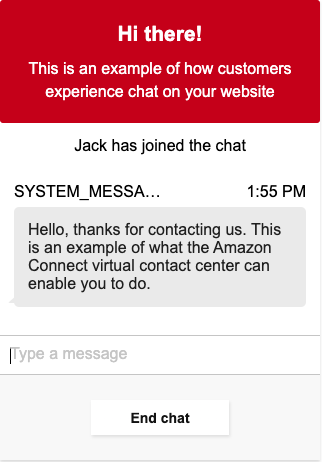 Hi there!
This is an example of how customers
experience chat on your website
Jack has joined the chat
SYSTEM_MESSA... 1:55 PM
Hello, thanks for contacting us. This
is an example of what the Amazon
Connect virtual contact center can
enable you to do.
Type a message
End chat